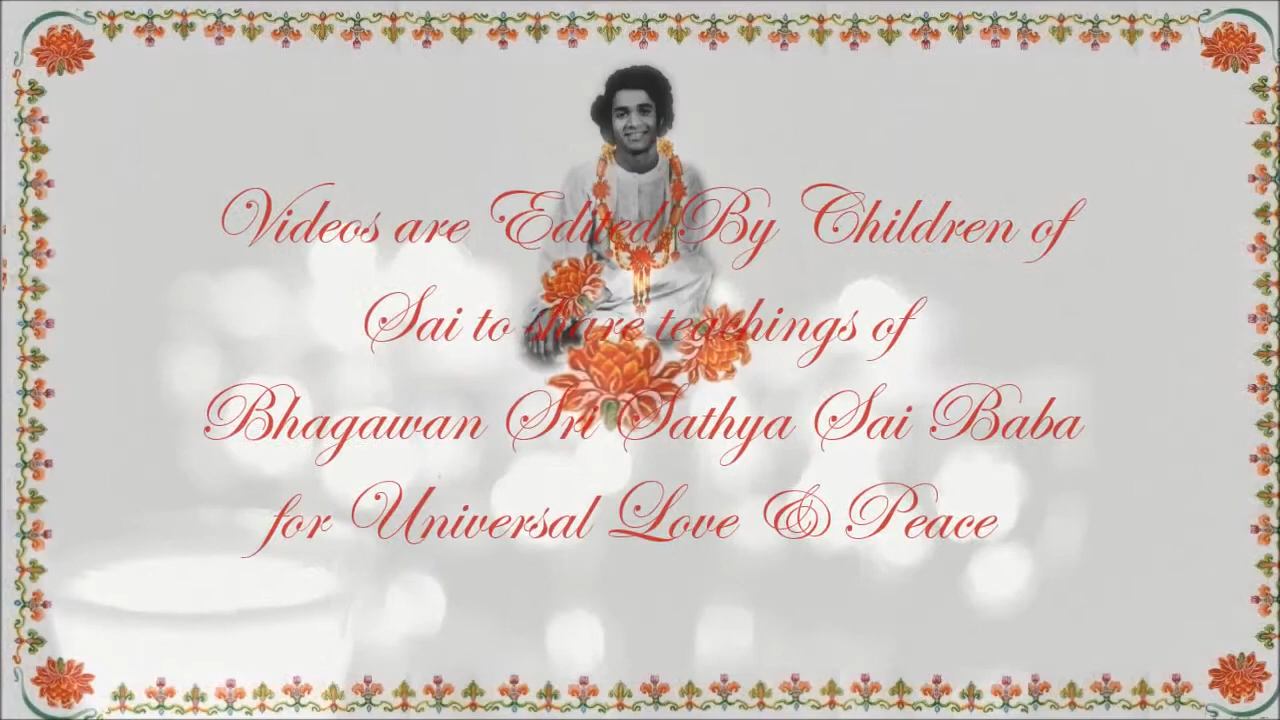 Videos are Edited By Children of
Sai to share teachings of
Bhagawan Sri Sathya Sai Baba
for Universal Love & Peace